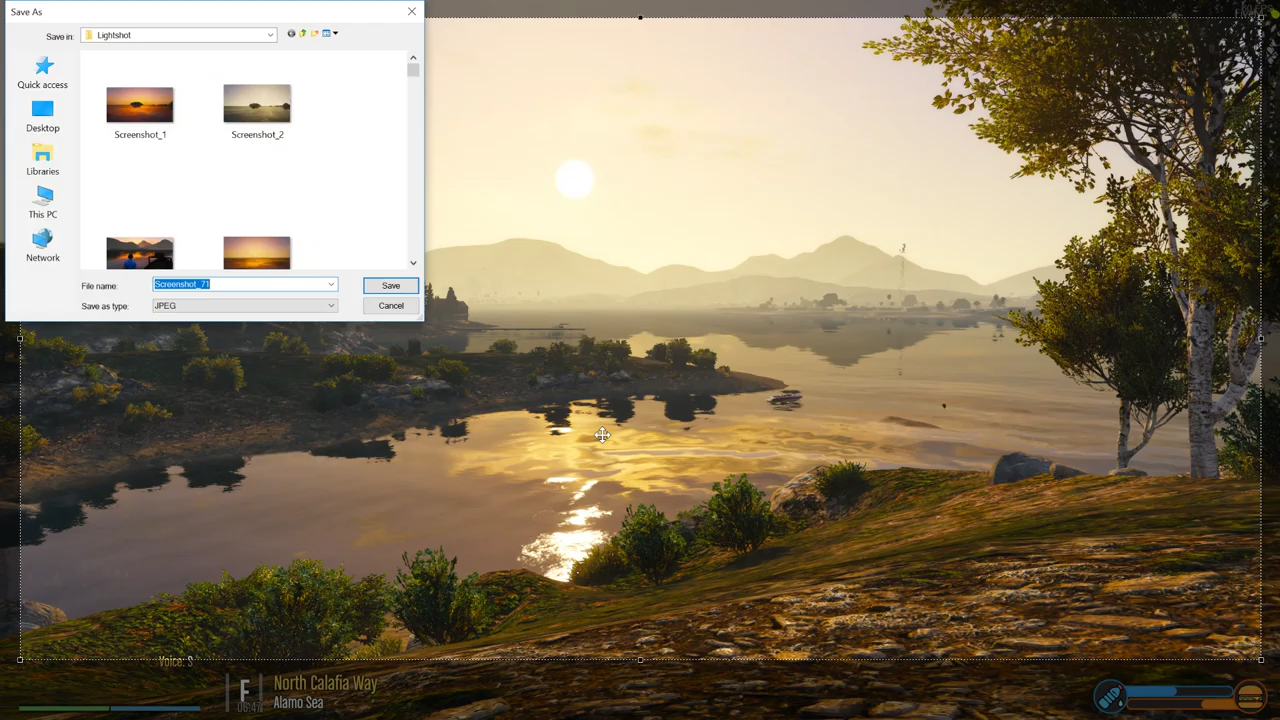 Save As
Save in:
Lightshot
Quick access
Desktop
Libraries
This PC
Network
Screenshot_1
Screenshot_2
File name:
Screenshot_71
Save
Save as type:
JPEG
Cancel
Voice: S
F
North Calafia Way
Alamo Sea